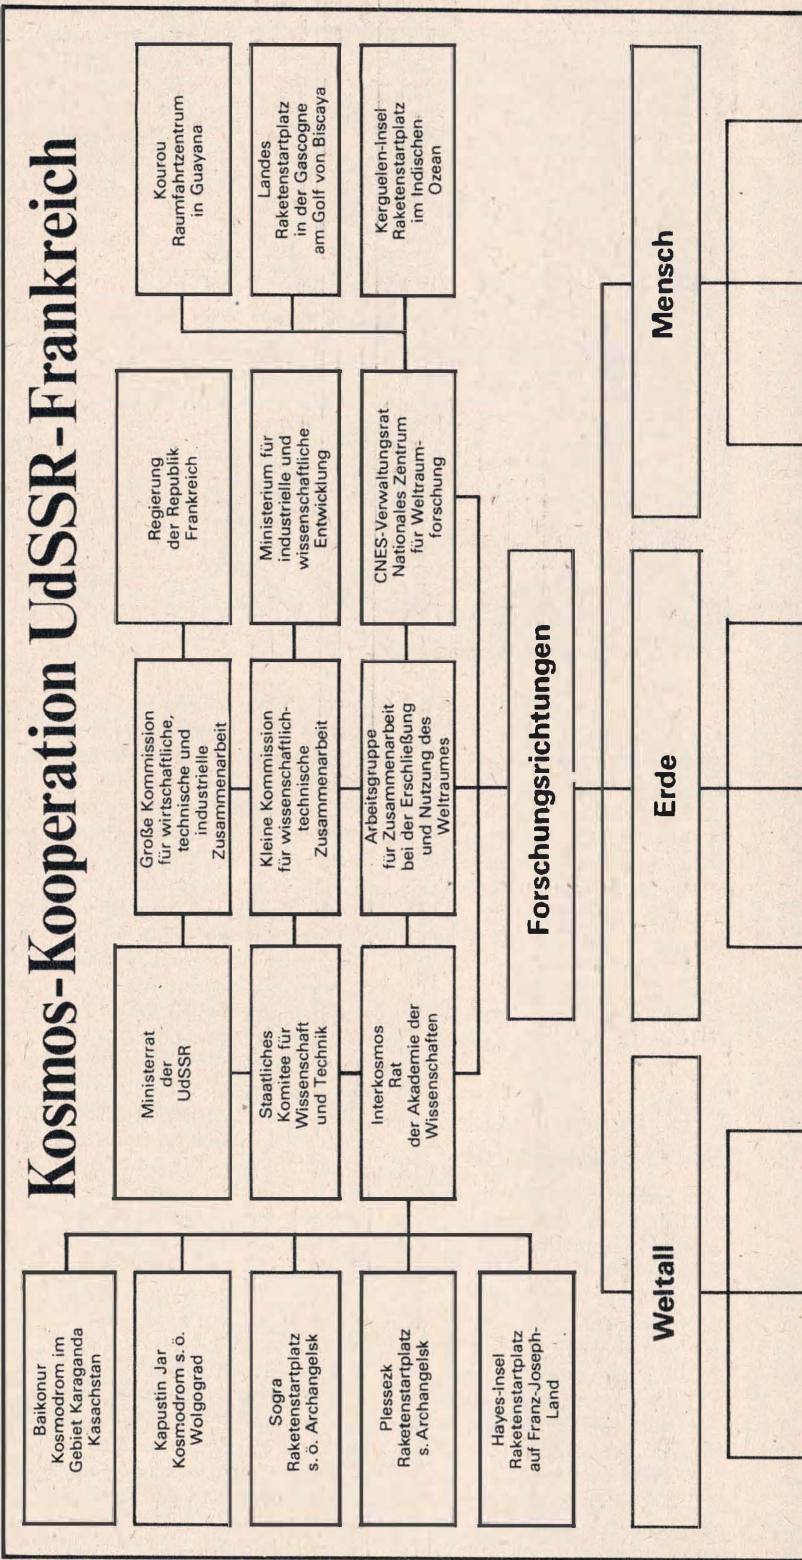 Kosmos-Kooperation UdSSR-Frankreich
Baikonur
Kosmodrom im
Gebiet Karaganda
Kasachstan
Kapustin Jar
Kosmodrom s. ö.
Wolgograd
Sogra
Raketenstartplatz
s. ö. Archangelsk
Plessezk
Raketenstartplatz
s. Archangelsk
Hayes-Insel
Raketenstartplatz
auf Franz-Joseph-
Land
Ministerrat
der
UdSSR
Staatliches
Komitee für
Wissenschaft
und Technik
Interkosmos
Rat
der Akademie der
Wissenschaften
Große Kommission
für wirtschaftliche,
technische und
industrielle
Zusammenarbeit
Kleine Kommission
für wissenschaftlich-
technische
Zusammenarbeit
Arbeitsgruppe
für Zusammenarbeit
bei der Erschließung
und Nutzung des
Weltraumes
Regierung
der Republik
Frankreich
Ministerium für
industrielle und
wissenschaftliche
Entwicklung
CNES-Verwaltungsrat
Nationales Zentrum
für Weltraum-
forschung
Kourou
Raumfahrtzentrum
in Guayana
Landes
Raketenstartplatz
in der Gascogne
am Golf von Biscaya
Kerguelen-Insel
Raketenstartplatz
im Indischen
Ozean
Forschungsrichtungen
Weltall
Erde
Mensch